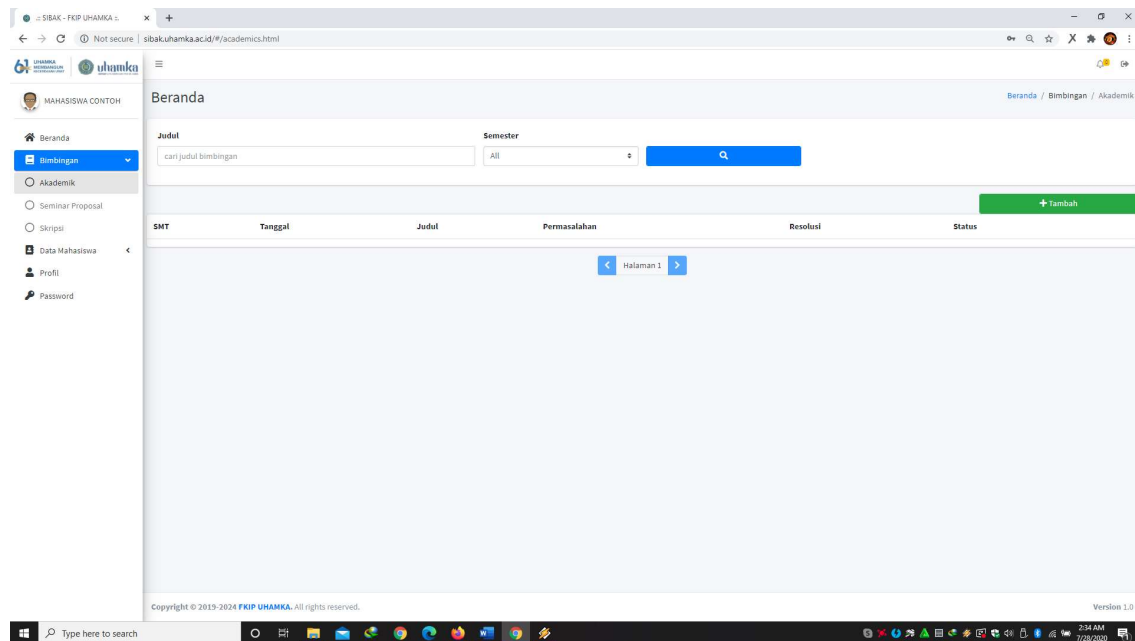 .:: SIBAK - FKIP UHAMKA ::.
Not secure | sibak.uhamka.ac.id/#/academics.html
61 UHAMKA uhamka
MAHASISWA CONTOH
Beranda
Beranda / Bimbingan / Akademik
Beranda
Bimbingan
Akademik
Seminar Proposal
Skripsi
Data Mahasiswa
Profil
Password
Judul
Semester
cari judul bimbingan
All
Tambah
SMT Tanggal Judul Permasalahan Resolusi Status
Halaman 1
Copyright © 2019-2024 FKIP UHAMKA. All rights reserved.
Version 1.0
Type here to search
2:34 AM
7/28/2020